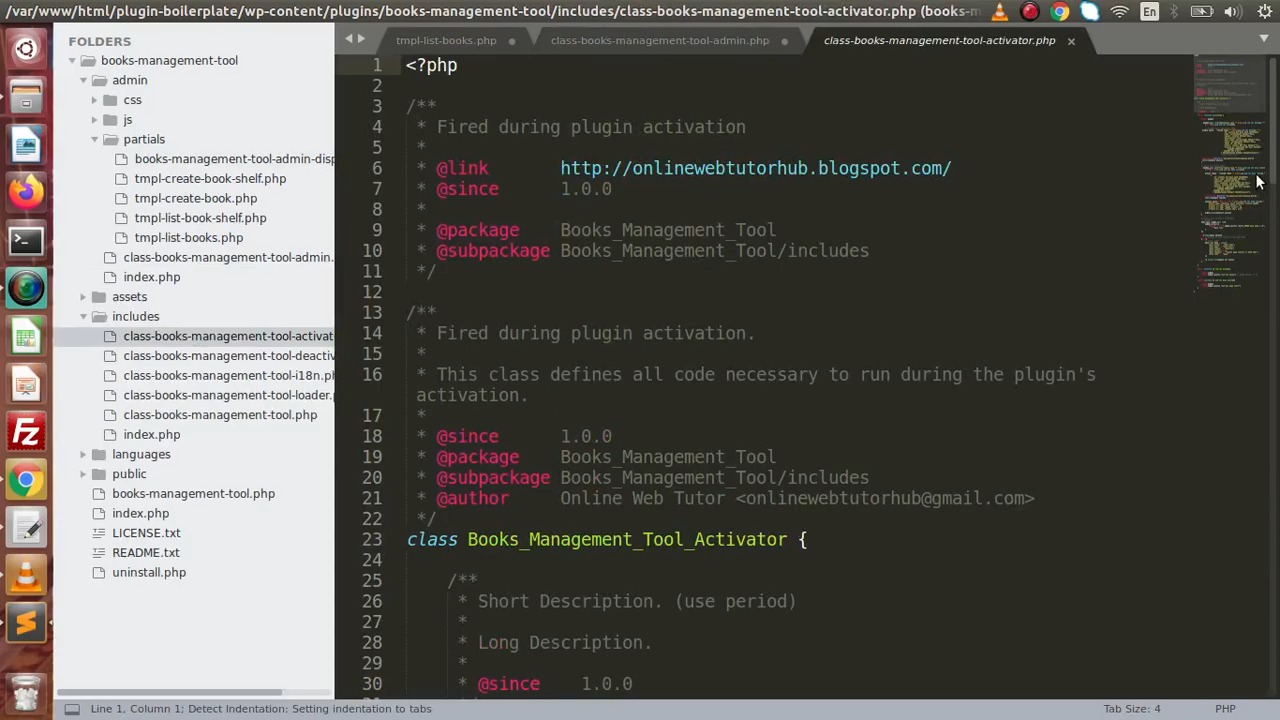 /var/www/html/plugin-boilerplate/wp-content/plugins/books-management-tool/includes/class-books-management-tool-activator.php (books-m
En
FOLDERS
books-management-tool
admin
css
js
partials
books-management-tool-admin-disp
tmpl-create-book-shelf.php
tmpl-create-book.php
tmpl-list-book-shelf.php
tmpl-list-books.php
class-books-management-tool-admin.
index.php
assets
includes
class-books-management-tool-activat
class-books-management-tool-deactiv
class-books-management-tool-i18n.ph
class-books-management-tool-loader.
class-books-management-tool.php
index.php
languages
public
books-management-tool.php
index.php
LICENSE.txt
README.txt
uninstall.php
tmpl-list-books.php
class-books-management-tool-admin.php
class-books-management-tool-activator.php
1 <?php
2
3 /**
4 * Fired during plugin activation
5 *
6 * @link http://onlinewebtutorhub.blogspot.com/
7 * @since 1.0.0
8 *
9 * @package Books_Management_Tool
10 * @subpackage Books_Management_Tool/includes
11 */
12
13 /**
14 * Fired during plugin activation.
15 *
16 * This class defines all code necessary to run during the plugin's
activation.
17 *
18 * @since 1.0.0
19 * @package Books_Management_Tool
20 * @subpackage Books_Management_Tool/includes
21 * @author Online Web Tutor <onlinewebtutorhub@gmail.com>
22 */
23 class Books_Management_Tool_Activator {
24
25 /**
26 * Short Description. (use period)
27 *
28 * Long Description.
29 *
30 * @since 1.0.0
Line 1, Column 1; Detect Indentation: Setting indentation to tabs
Tab Size: 4
PHP